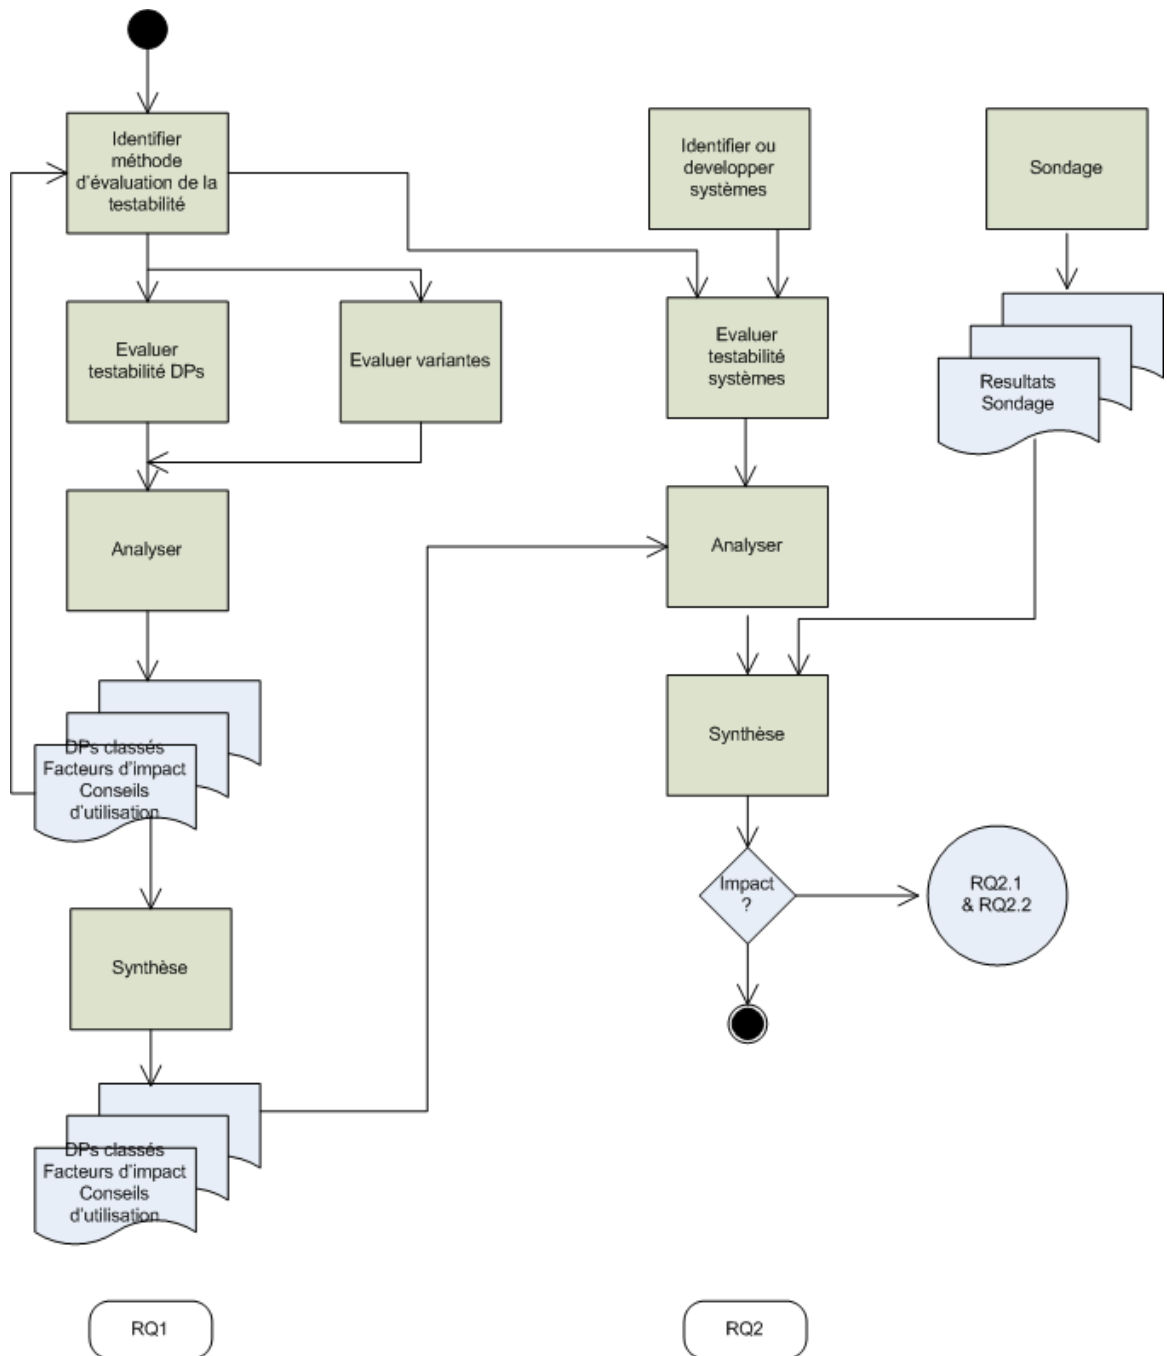 Identifier
méthode
d'évaluation de la
testabilité
Identifier ou
developper
systèmes
Sondage
Evaluer
testabilité DPs
Evaluer variantes
Evaluer
testabilité
systèmes
Resultats
Sondage
Analyser
Analyser
DPs classés
Facteurs d'impact
Conseils
d'utilisation
Synthèse
Impact
?
RQ2.1
& RQ2.2
Synthèse
DPs classés
Facteurs d'impact
Conseils
d'utilisation
RQ1
RQ2